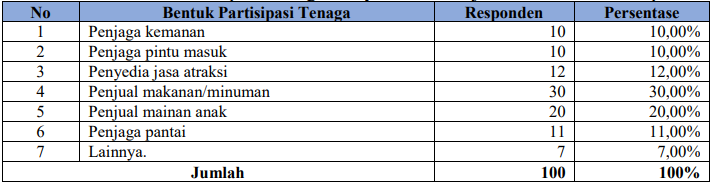 No Bentuk Partisipasi Tenaga Responden Persentase
1 Penjaga kemanan 10 10,00%
2 Penjaga pintu masuk 10 10,00%
3 Penyedia jasa atraksi 12 12,00%
4 Penjual makanan/minuman 30 30,00%
5 Penjual mainan anak 20 20,00%
6 Penjaga pantai 11 11,00%
7 Lainnya. 7 7,00%
Jumlah 100 100%